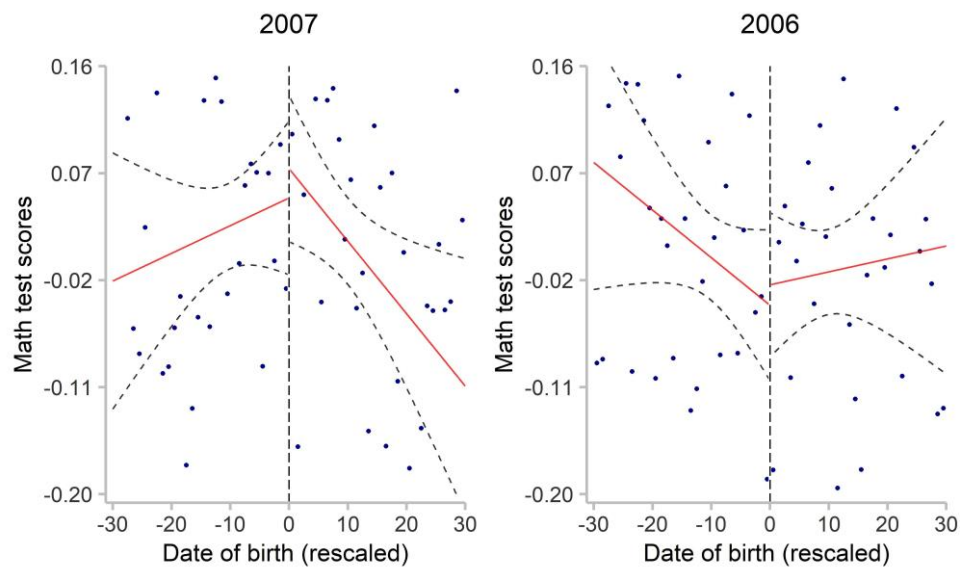 2007
0.16
0.07
-0.02
-0.11
-0.20
Math test scores
-30 -20 -10 0 10 20 30
Date of birth (rescaled)
2006
0.16
0.07
-0.02
-0.11
-0.20
Math test scores
-30 -20 -10 0 10 20 30
Date of birth (rescaled)